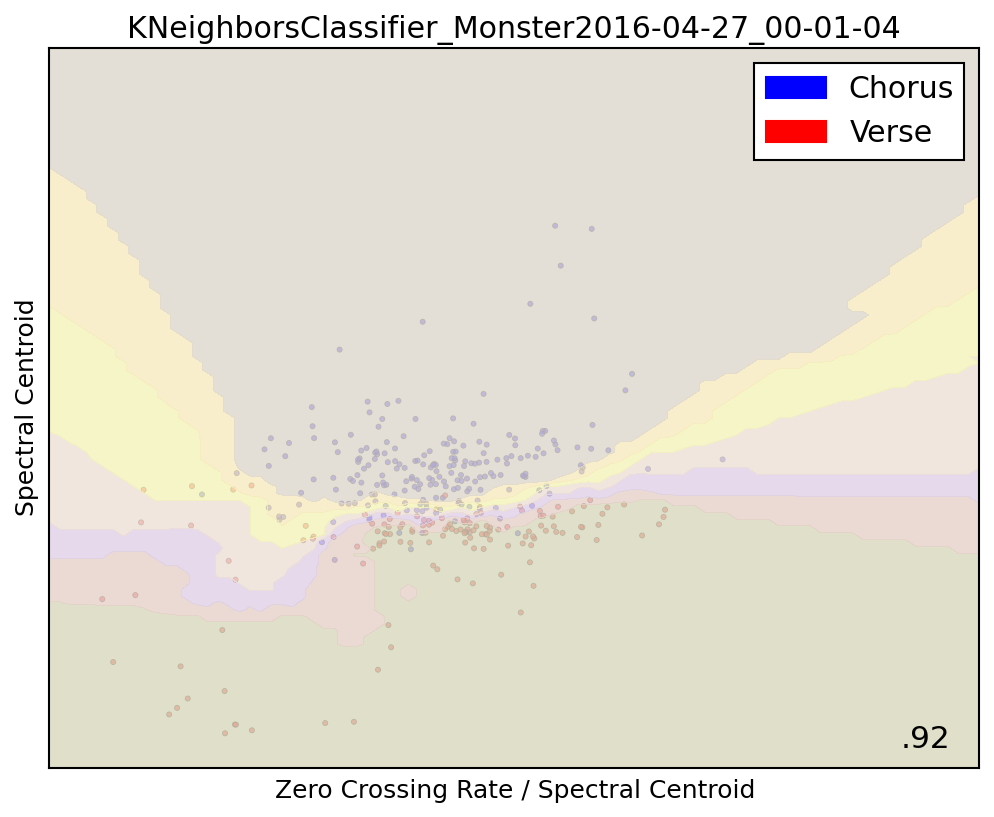 KNeighborsClassifier_Monster2016-04-27_00-01-04
Chorus
Verse
Spectral Centroid
.92
Zero Crossing Rate / Spectral Centroid